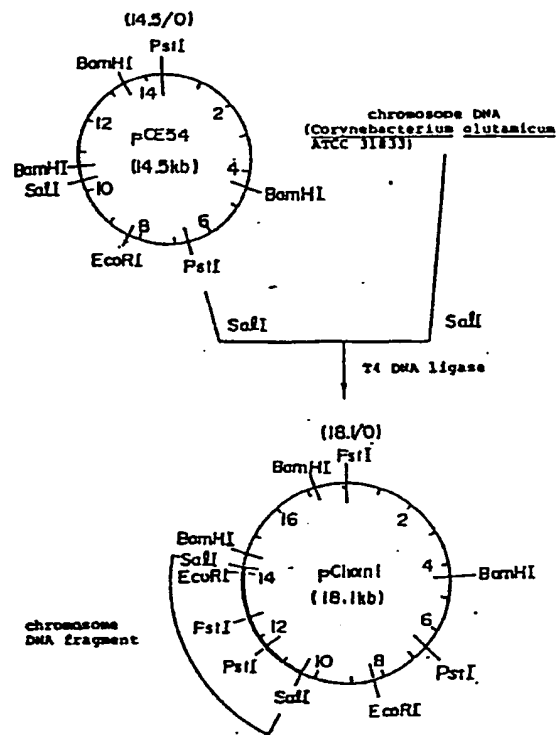 (14.5/0)
PstI
BamHI
14
2
12
pCE54
(14.5kb)
chromosome DNA
(Corynebacterium glutamicum
ATCC 31833)
BamHI
SalI
10
4
BamHI
8
6
EcoRI
PstI
SalI
SalI
T4 DNA ligase
(18.1/0)
PstI
BamHI
16
2
BamHI
SalI
EcoRI
14
pChom1
(18.1kb)
4
BamHI
chromosome
DNA fragment
PstI
12
6
PstI
10
8
PstI
SalI
EcoRI